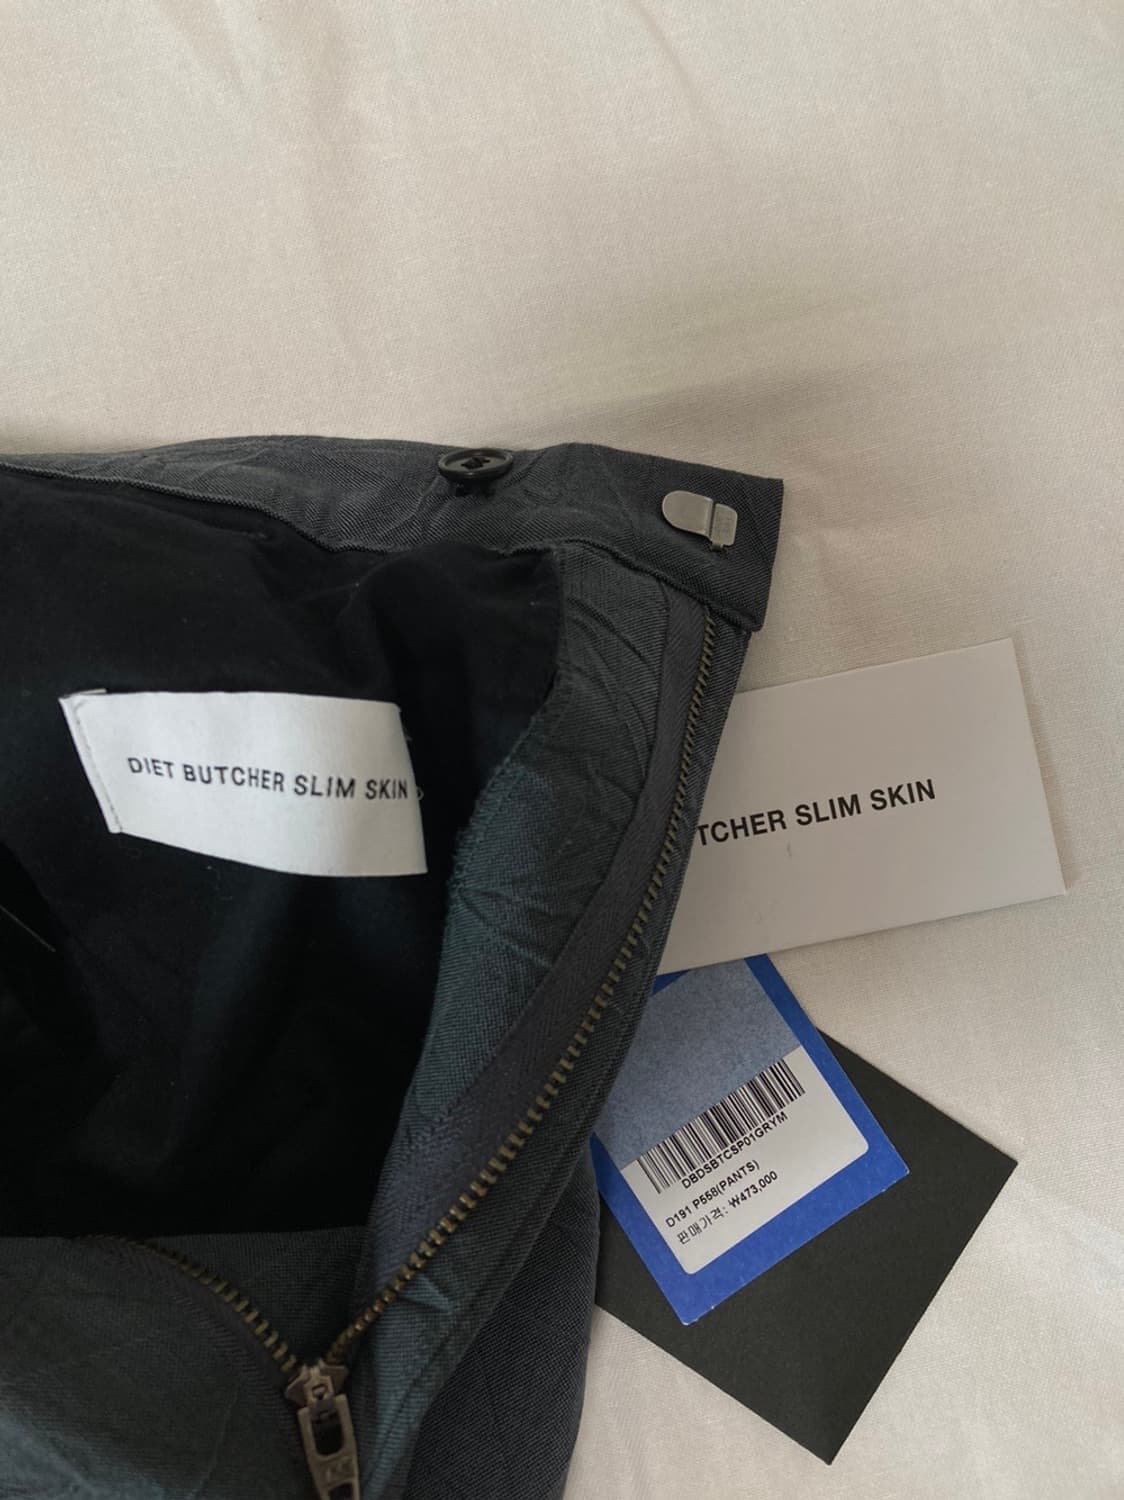 DIET BUTCHER SLIM SKIN
TCHER SLIM SKIN
DBDSBTCSP01GRYM
D191 P558(PANTS)
판매가격: ₩473,000